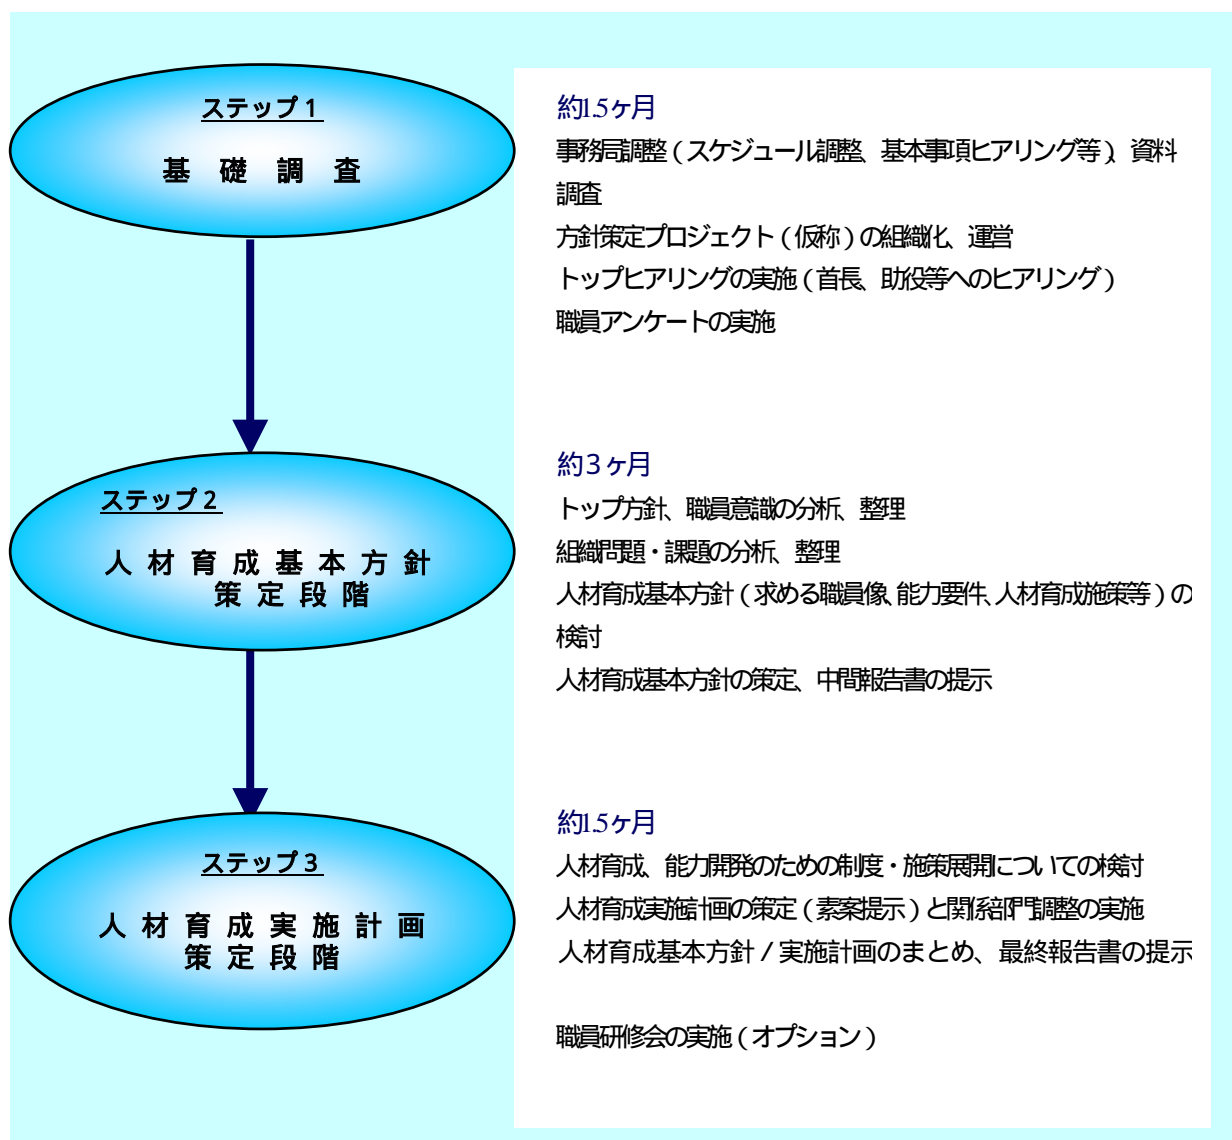 ステップ1
基 礎 調 査
約1.5ヶ月
事務局調整(スケジュール調整、基本事項ヒアリング等)、資料
調査
方針策定プロジェクト(仮称)の組織化、運営
トップヒアリングの実施(首長、助役等へのヒアリング)
職員アンケートの実施
ステップ2
人 材 育 成 基 本 方 針
策 定 段 階
約3ヶ月
トップ方針、職員意識の分析、整理
組織問題・課題の分析、整理
人材育成基本方針(求める職員像、能力要件、人材育成施策等)の
検討
人材育成基本方針の策定、中間報告書の提示
ステップ3
人 材 育 成 実 施 計 画
策 定 段 階
約1.5ヶ月
人材育成、能力開発のための制度・施策展開についての検討
人材育成実施計画の策定(素案提示)と関係部門調整の実施
人材育成基本方針/実施計画のまとめ、最終報告書の提示
職員研修会の実施(オプション)